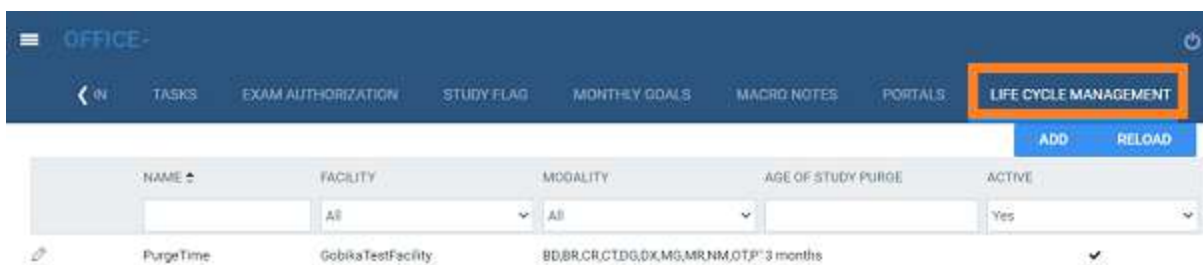 OFFICE-
IN TASKS EXAM AUTHORIZATION STUDY FLAG MONTHLY GOALS MACRO NOTES PORTALS LIFE CYCLE MANAGEMENT
ADD RELOAD
NAME FACILITY MODALITY AGE OF STUDY PURGE ACTIVE
All All Yes
PurgeTime GobikaTestFacility BD,BR,CR,CT,DG,DX,MG,MR,NM,OT,P" 3 months